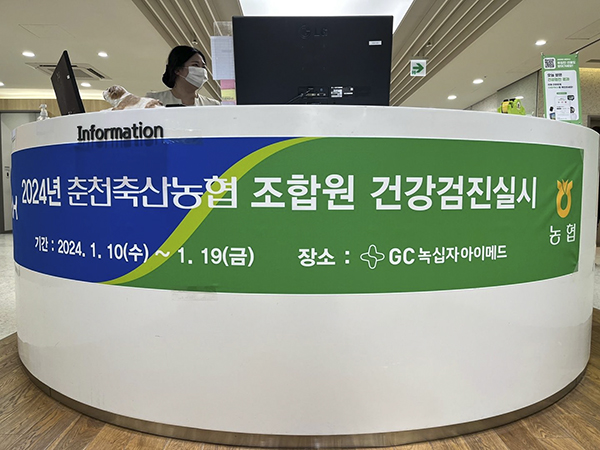 Information
2024년 춘천축산농협 조합원 건강검진실시
기간 : 2024. 1. 10(수) ~ 1. 19(금)
장소 : GC녹십자아이메드
농협